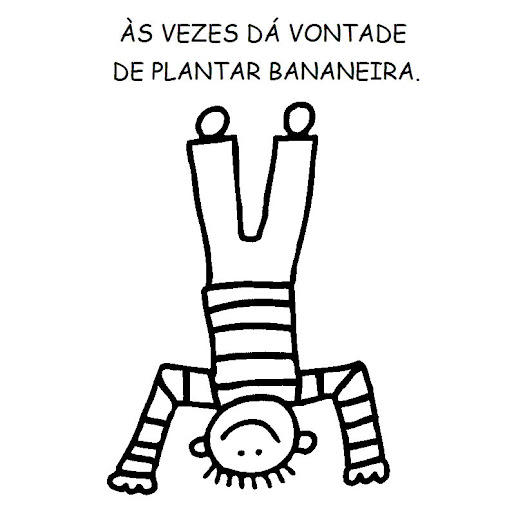 ÀS VEZES DÁ VONTADE
DE PLANTAR BANANEIRA.